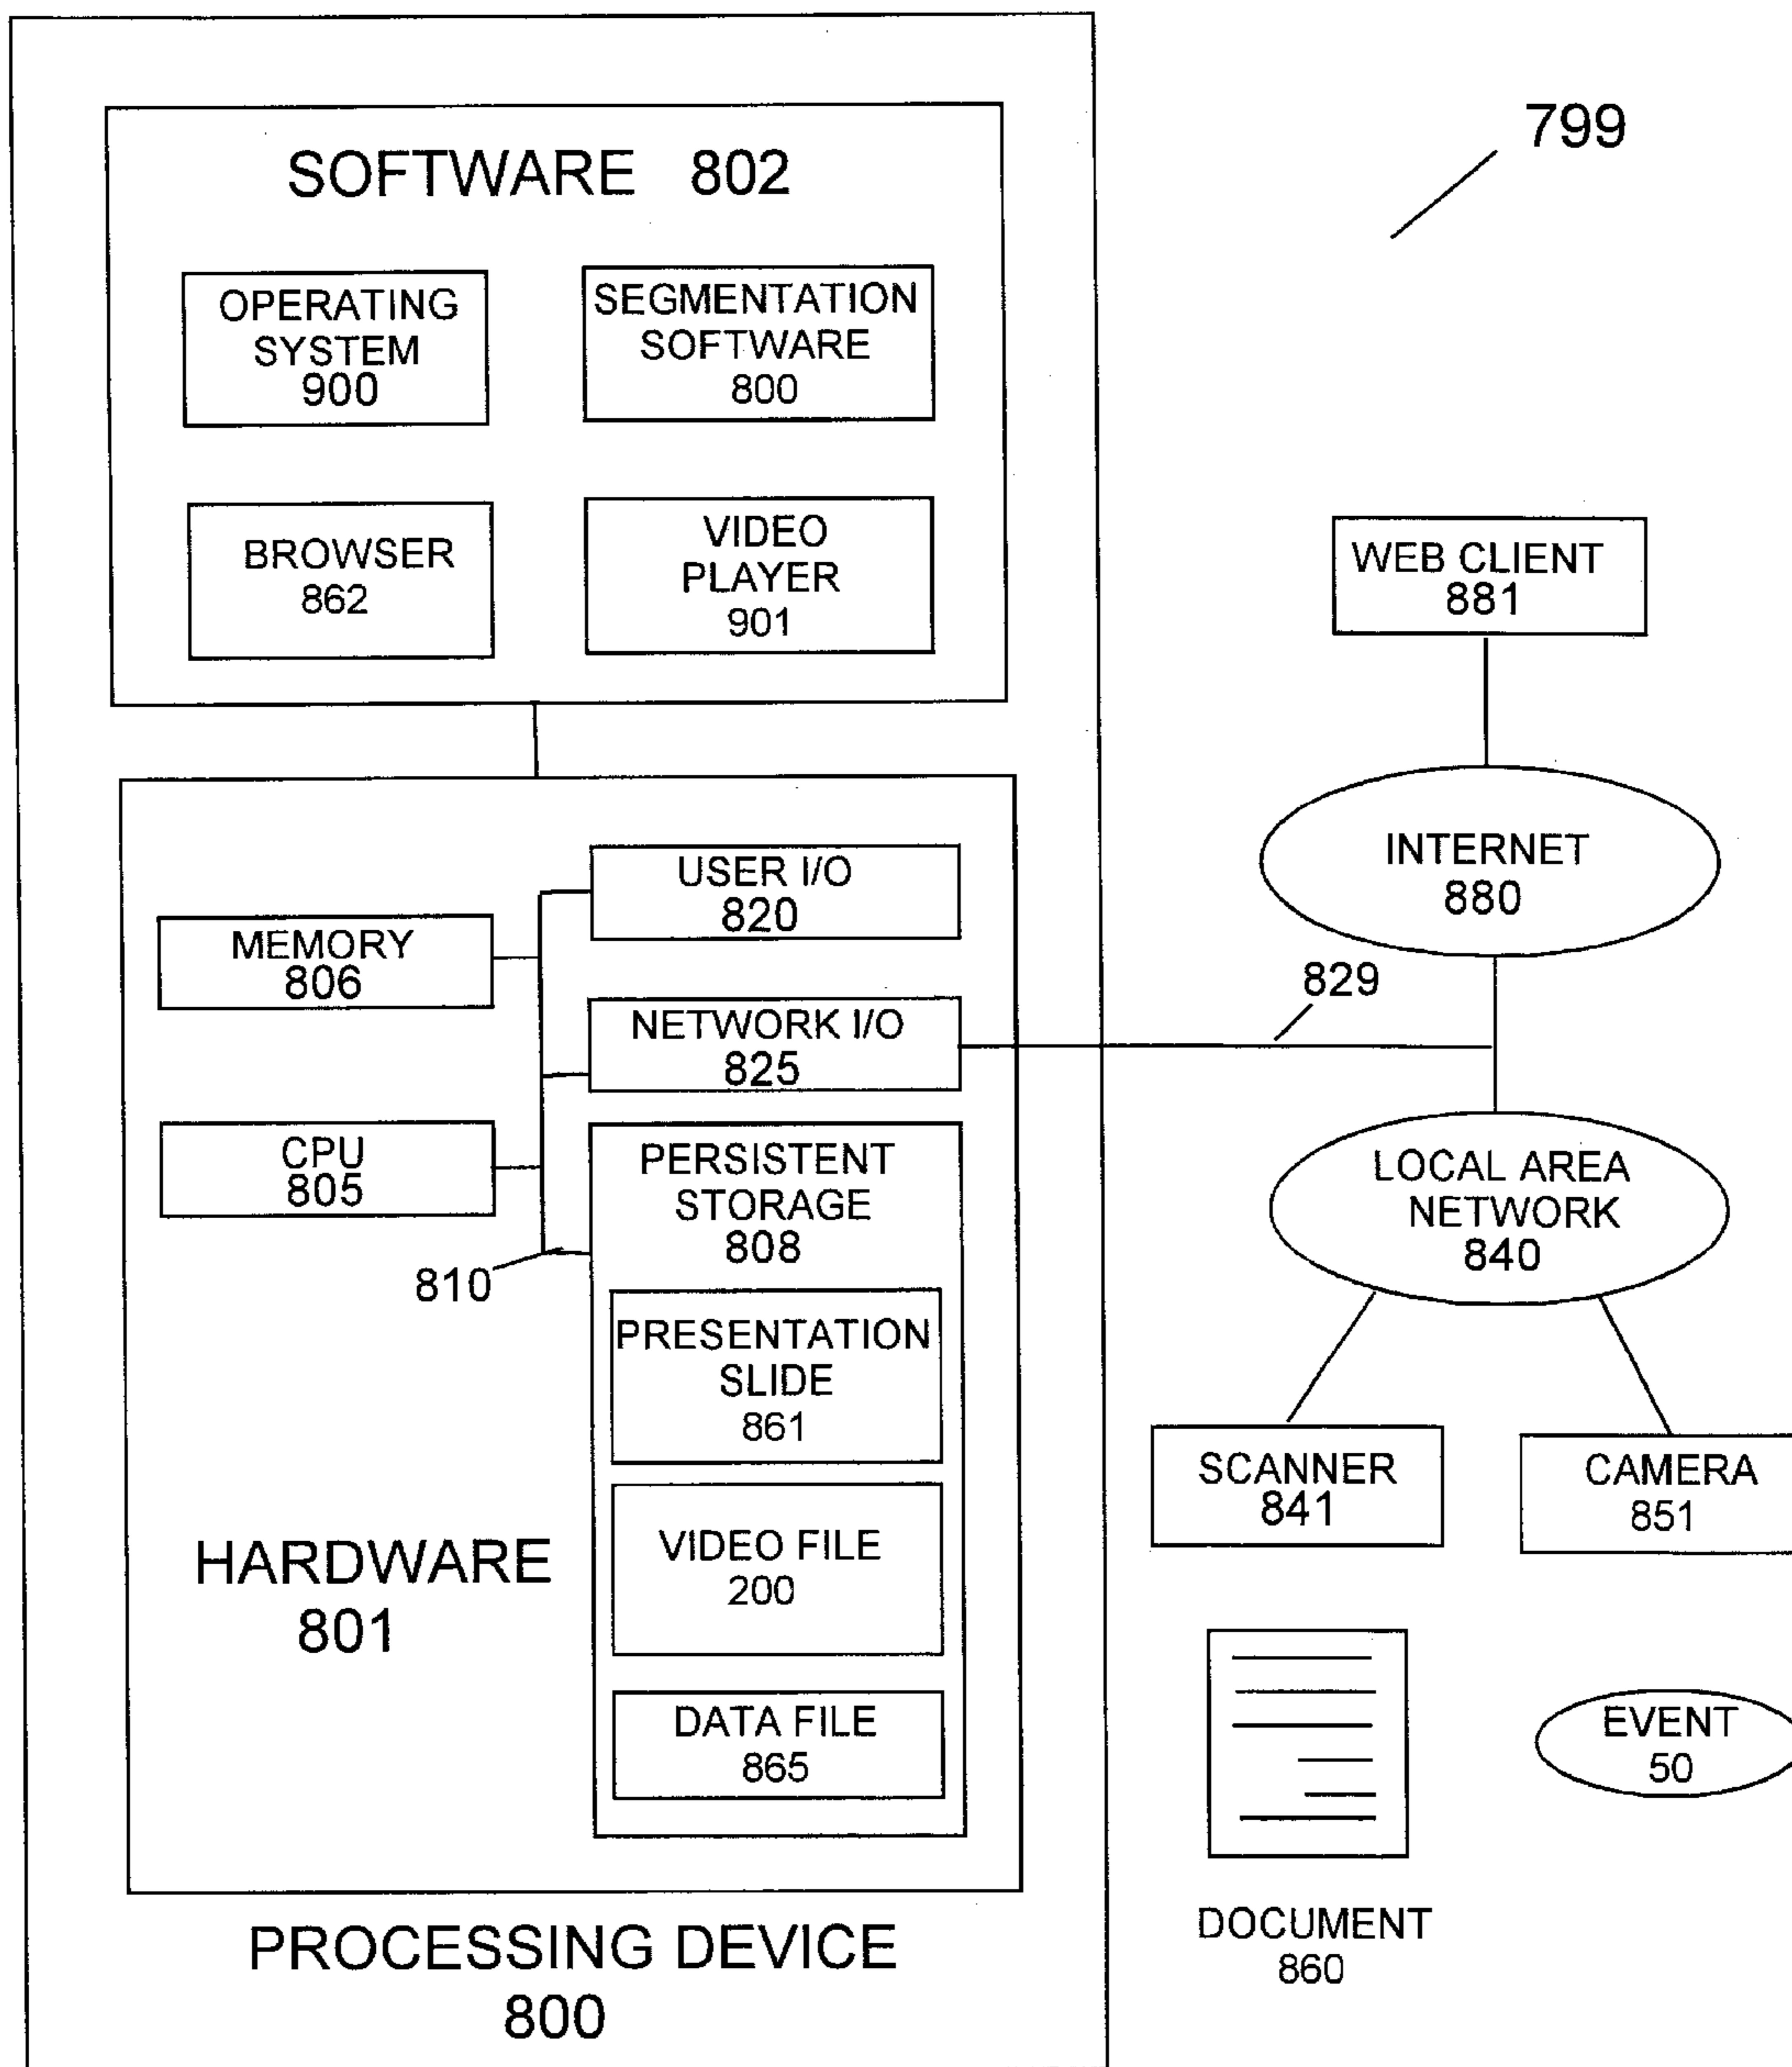 799
SOFTWARE 802
OPERATING
SYSTEM
900
SEGMENTATION
SOFTWARE
800
BROWSER
862
VIDEO
PLAYER
901
WEB CLIENT
881
INTERNET
880
829
LOCAL AREA
NETWORK
840
SCANNER
841
CAMERA
851
DOCUMENT
860
EVENT
50
USER I/O
820
MEMORY
806
NETWORK I/O
825
CPU
805
810
PERSISTENT
STORAGE
808
PRESENTATION
SLIDE
861
VIDEO FILE
200
DATA FILE
865
HARDWARE
801
PROCESSING DEVICE
800